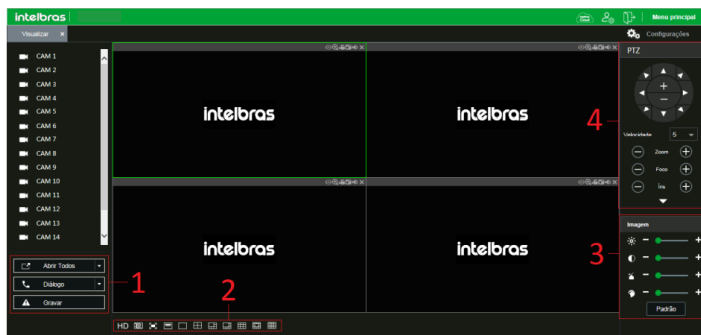 intelbras
Menu principal
Visualizar ×
Configurações
CAM 1
CAM 2
CAM 3
CAM 4
CAM 5
CAM 6
CAM 7
CAM 8
CAM 9
CAM 10
CAM 11
CAM 12
CAM 13
CAM 14
Abrir Todos
Diálogo
Gravar
1
intelbras
intelbras
intelbras
intelbras
2
HD
PTZ
4
Velocidade 5
Zoom
Foco
Íris
Imagem
3
Padrão